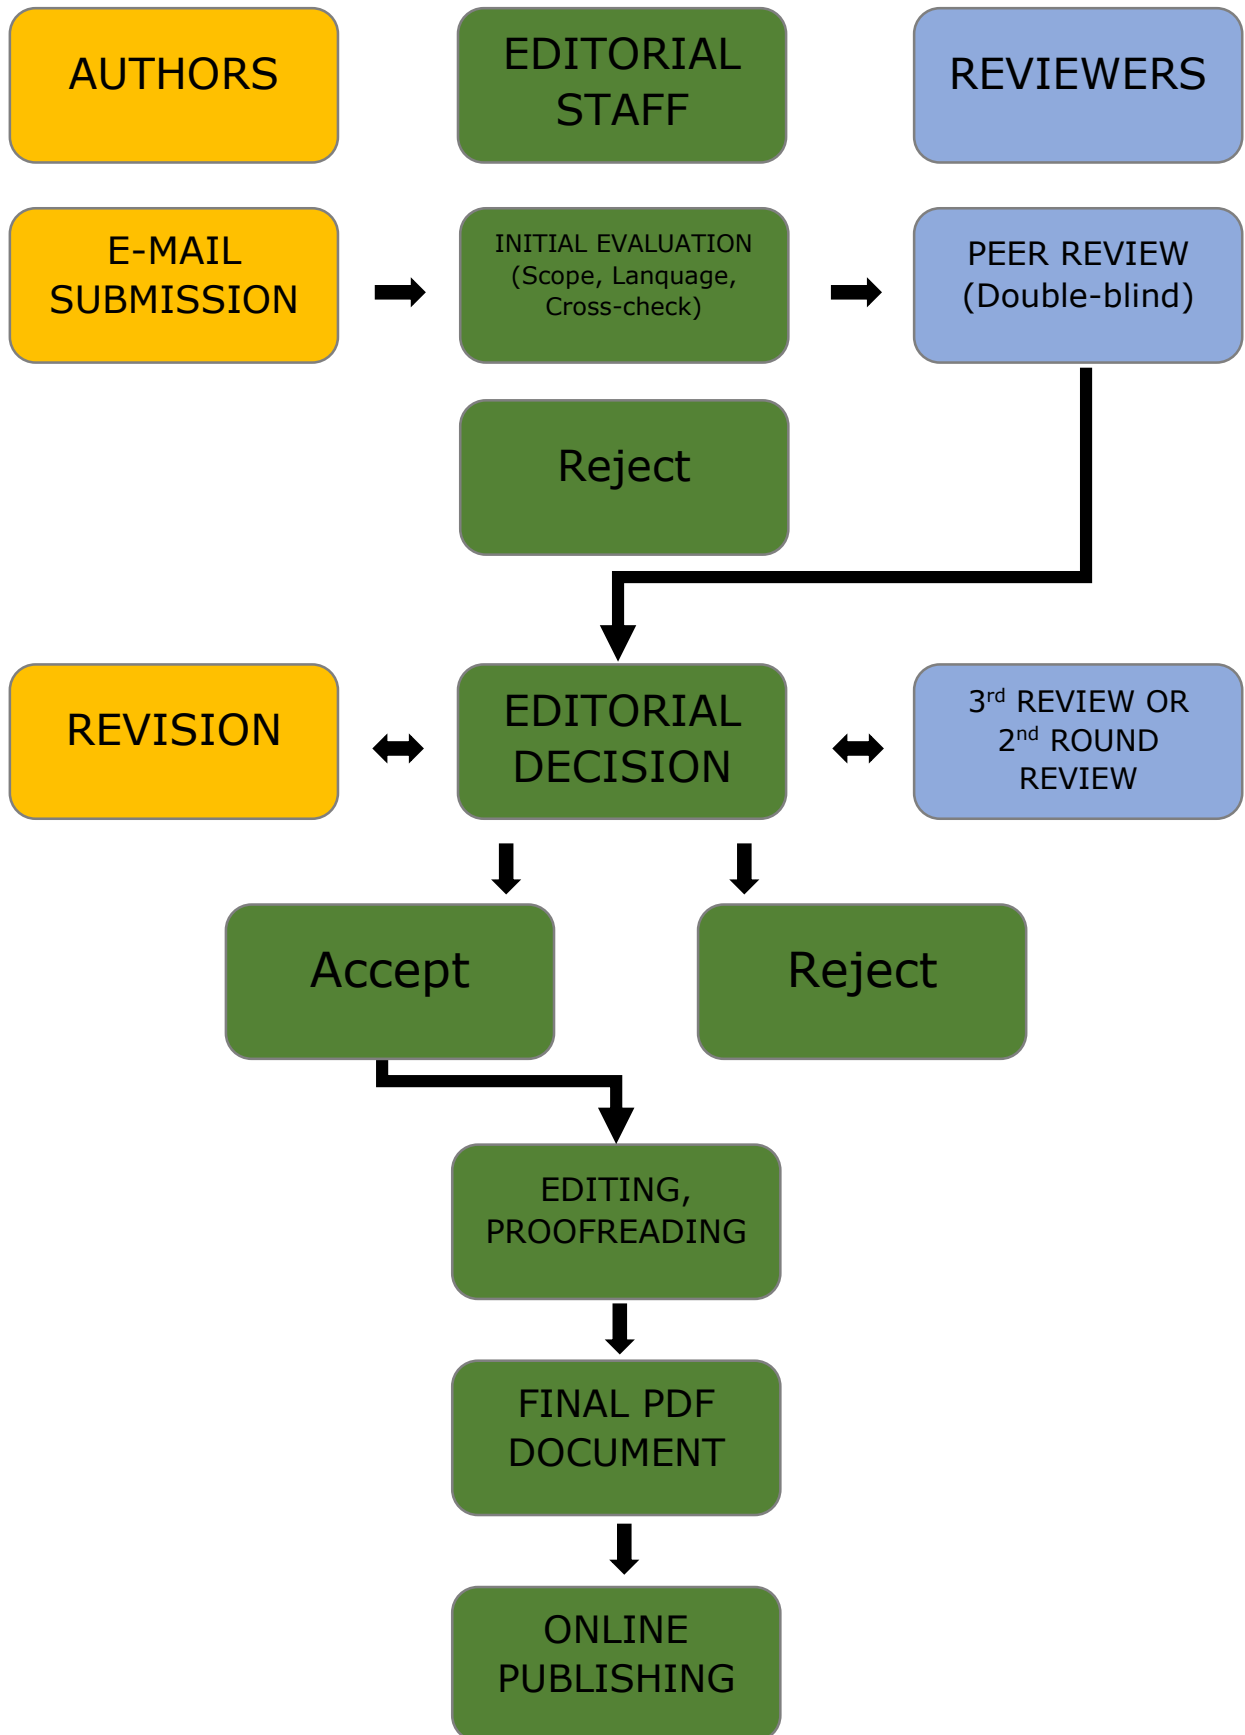 AUTHORS
EDITORIAL
STAFF
REVIEWERS
E-MAIL
SUBMISSION
INITIAL EVALUATION
(Scope, Language,
Cross-check)
PEER REVIEW
(Double-blind)
Reject
REVISION
EDITORIAL
DECISION
3rd REVIEW OR
2nd ROUND
REVIEW
Accept
Reject
EDITING,
PROOFREADING
FINAL PDF
DOCUMENT
ONLINE
PUBLISHING